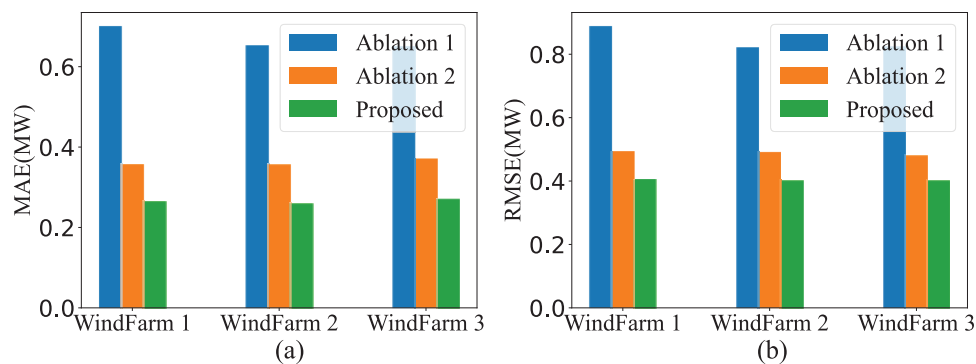 MAE(MW)
0.6
0.4
0.2
0.0
Ablation 1
Ablation 2
Proposed
WindFarm 1 WindFarm 2 WindFarm 3
(a)
RMSE(MW)
0.8
0.6
0.4
0.2
0.0
Ablation 1
Ablation 2
Proposed
WindFarm 1 WindFarm 2 WindFarm 3
(b)